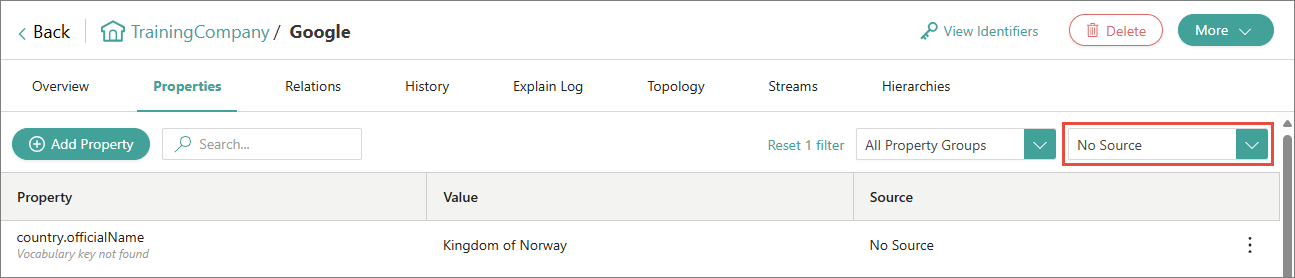 Back TrainingCompany / Google View Identifiers Delete More
Overview Properties Relations History Explain Log Topology Streams Hierarchies
Add Property Search... Reset 1 filter All Property Groups No Source
Property Value Source
country.officialName Kingdom of Norway No Source
Vocabulary key not found